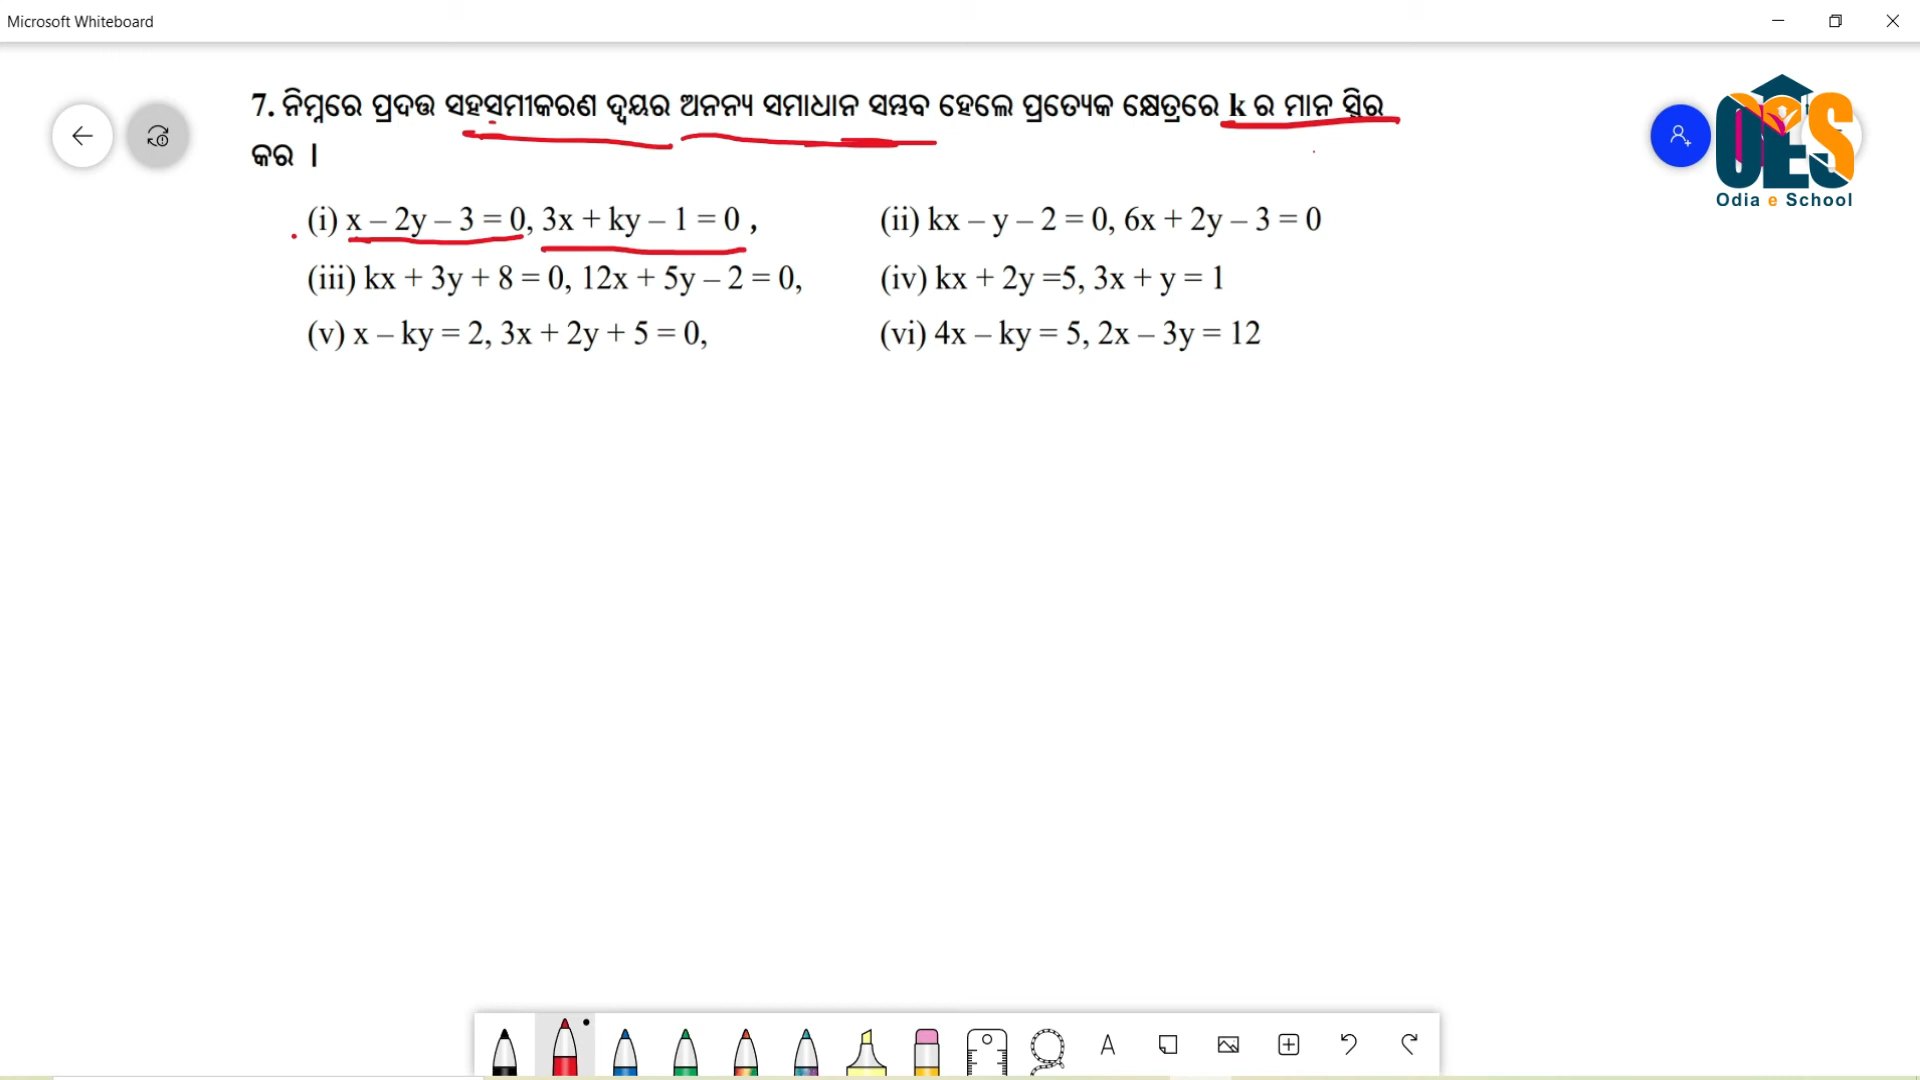 Microsoft Whiteboard
7. ନିମ୍ନରେ ପ୍ରଦତ୍ତ ସହସମୀକରଣ ଦ୍ୱୟର ଅନନ୍ୟ ସମାଧାନ ସମ୍ଭବ ହେଲେ ପ୍ରତ୍ୟେକ କ୍ଷେତ୍ରରେ k ର ମାନ ସ୍ଥିର
କର ।
(i) x – 2y – 3 = 0, 3x + ky – 1 = 0 , (ii) kx – y – 2 = 0, 6x + 2y – 3 = 0
(iii) kx + 3y + 8 = 0, 12x + 5y – 2 = 0, (iv) kx + 2y =5, 3x + y = 1
(v) x – ky = 2, 3x + 2y + 5 = 0, (vi) 4x – ky = 5, 2x – 3y = 12
OES
Odia e School